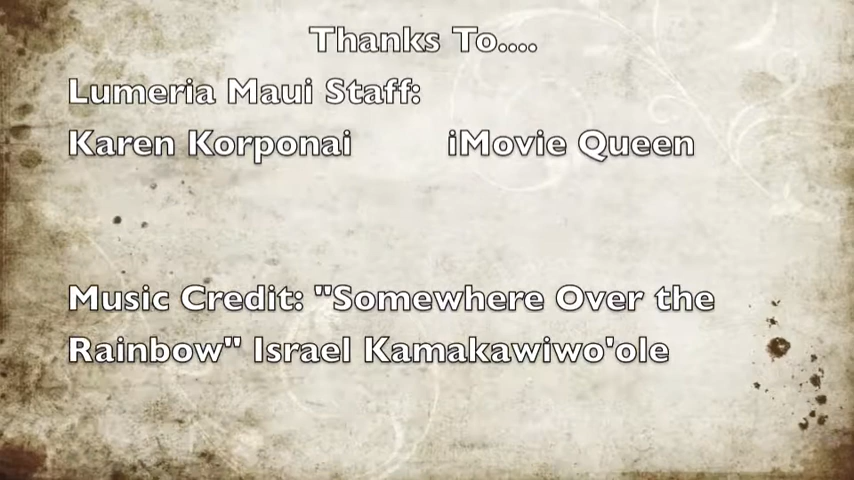 Thanks To....
Lumeria Maui Staff:
Karen Korponai iMovie Queen
Music Credit: "Somewhere Over the
Rainbow" Israel Kamakawiwo'ole